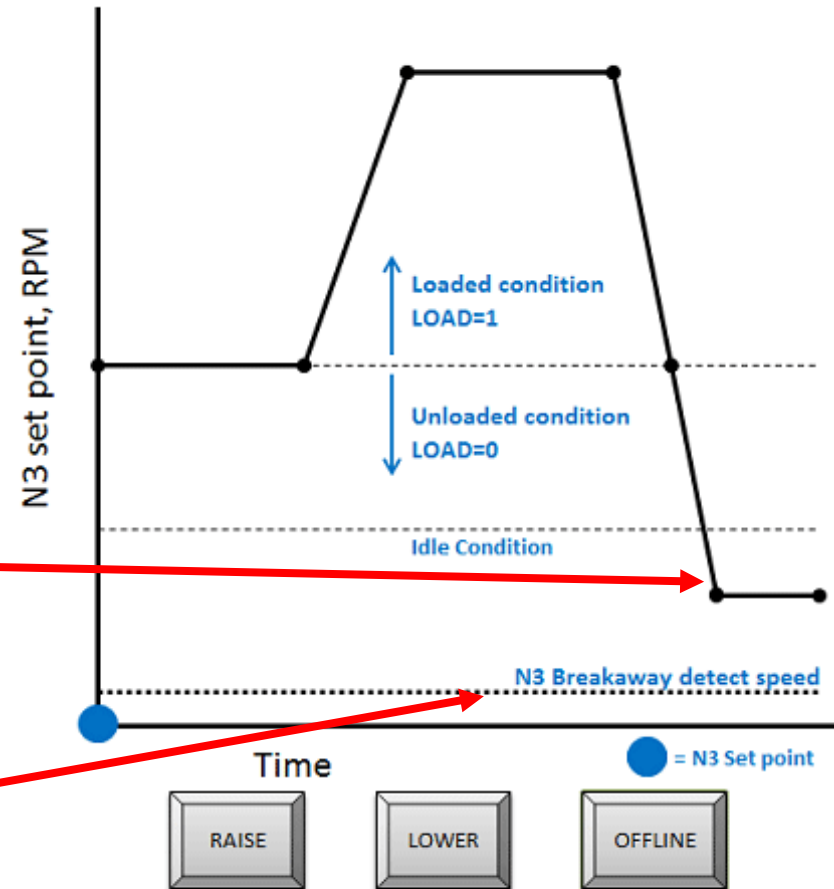 N3 set point, RPM
Loaded condition
LOAD=1
Unloaded condition
LOAD=0
Idle Condition
N3 Breakaway detect speed
Time
= N3 Set point
RAISE
LOWER
OFFLINE